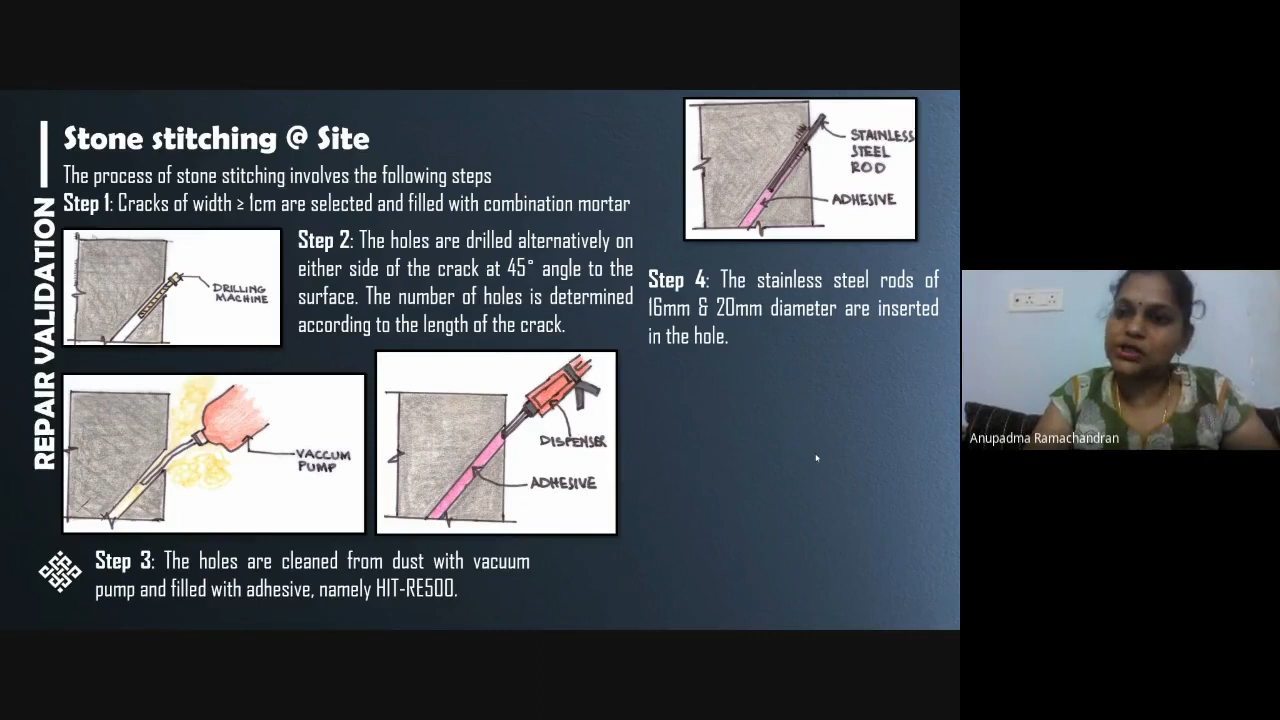 REPAIR VALIDATION
Stone stitching @ Site
The process of stone stitching involves the following steps
Step 1: Cracks of width ≥ 1cm are selected and filled with combination mortar
DRILLING
MACHINE
Step 2: The holes are drilled alternatively on
either side of the crack at 45° angle to the
surface. The number of holes is determined
according to the length of the crack.
VACCUM
PUMP
DISPENSER
ADHESIVE
Step 3: The holes are cleaned from dust with vacuum
pump and filled with adhesive, namely HIT-RE500.
STAINLESS
STEEL
ROD
ADHESIVE
Step 4: The stainless steel rods of
16mm & 20mm diameter are inserted
in the hole.
Anupadma Ramachandran